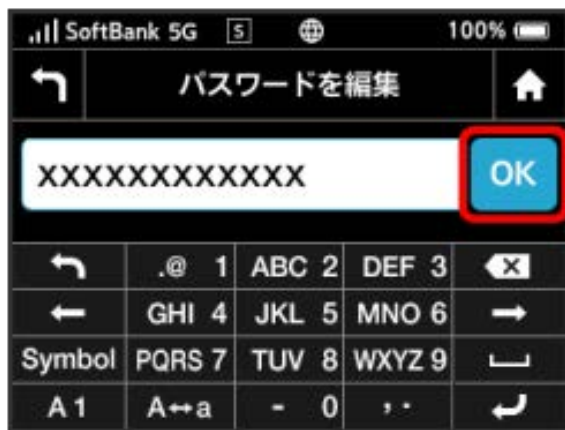 SoftBank 5G S 100%
パスワードを編集
XXXXXXXXXXXX OK
.@ 1 ABC 2 DEF 3
GHI 4 JKL 5 MNO 6
Symbol PQRS 7 TUV 8 WXYZ 9
A 1 A↔a - 0 , .